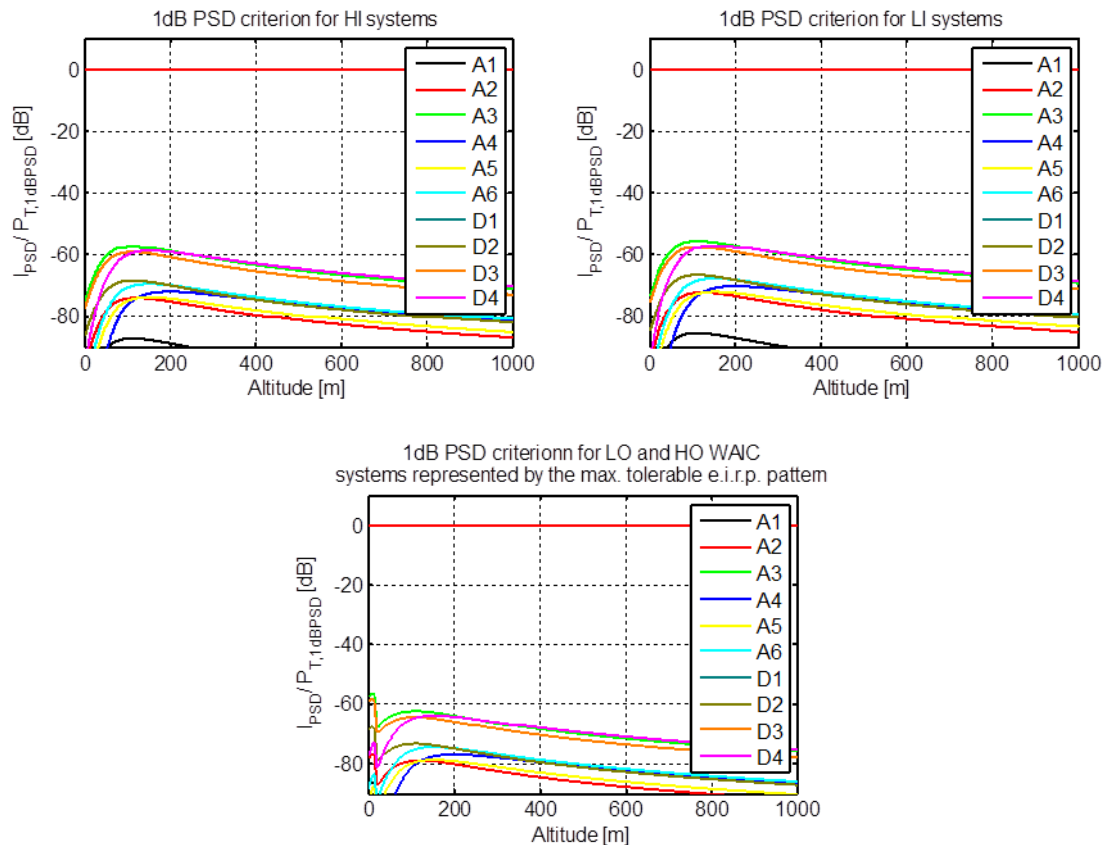 1dB PSD criterion for HI systems
I_PSD/ P_T,1dBPSD [dB]
0
-20
-40
-60
-80
0 200 400 600 800 1000
Altitude [m]
A1
A2
A3
A4
A5
A6
D1
D2
D3
D4
1dB PSD criterion for LI systems
I_PSD/ P_T,1dBPSD [dB]
0
-20
-40
-60
-80
0 200 400 600 800 1000
Altitude [m]
A1
A2
A3
A4
A5
A6
D1
D2
D3
D4
1dB PSD criterionn for LO and HO WAIC
systems represented by the max. tolerable e.i.r.p. pattern
I_PSD/ P_T,1dBPSD [dB]
0
-20
-40
-60
-80
0 200 400 600 800 1000
Altitude [m]
A1
A2
A3
A4
A5
A6
D1
D2
D3
D4